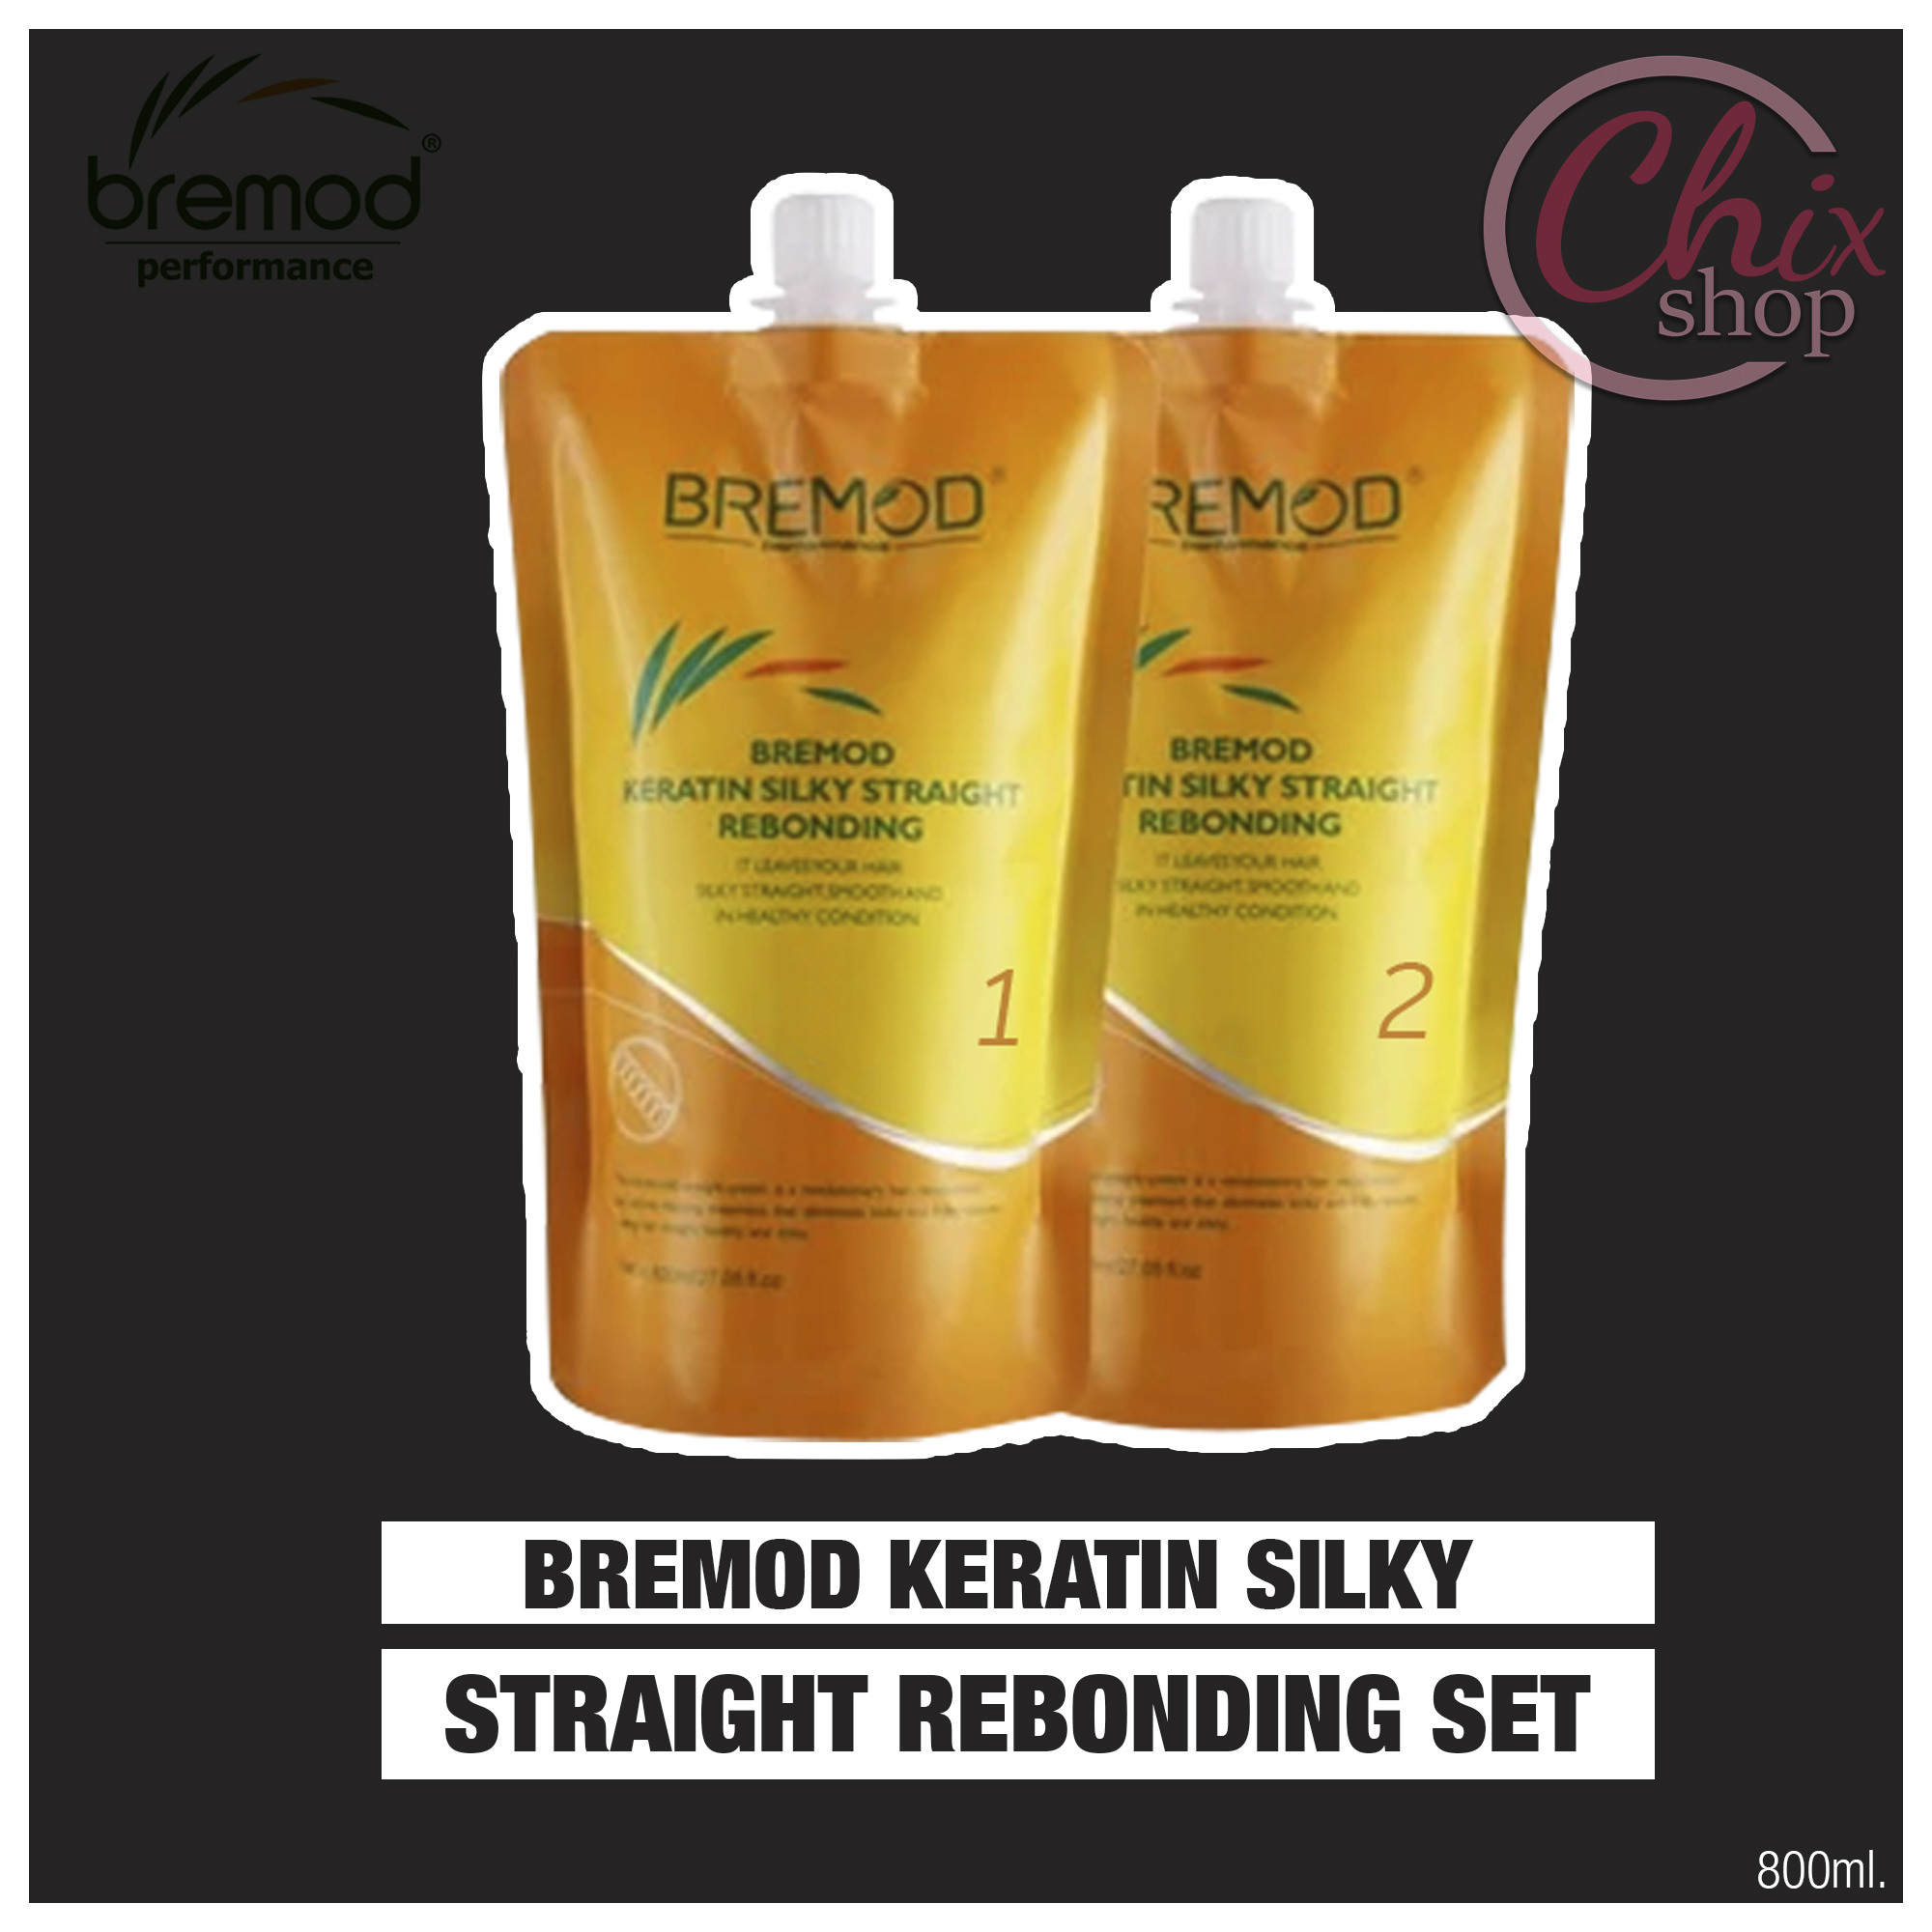 bremod®
performance
Chix
shop
BREMOD®
performance
BREMOD
KERATIN SILKY STRAIGHT
REBONDING
IT LEAVES YOUR HAIR
SILKY STRAIGHT, SMOOTH AND
IN HEALTHY CONDITION
1
REMOD®
performance
BREMOD
TIN SILKY STRAIGHT
REBONDING
IT LEAVES YOUR HAIR
SILKY STRAIGHT, SMOOTH AND
IN HEALTHY CONDITION
2
BREMOD KERATIN SILKY
STRAIGHT REBONDING SET
800ml.